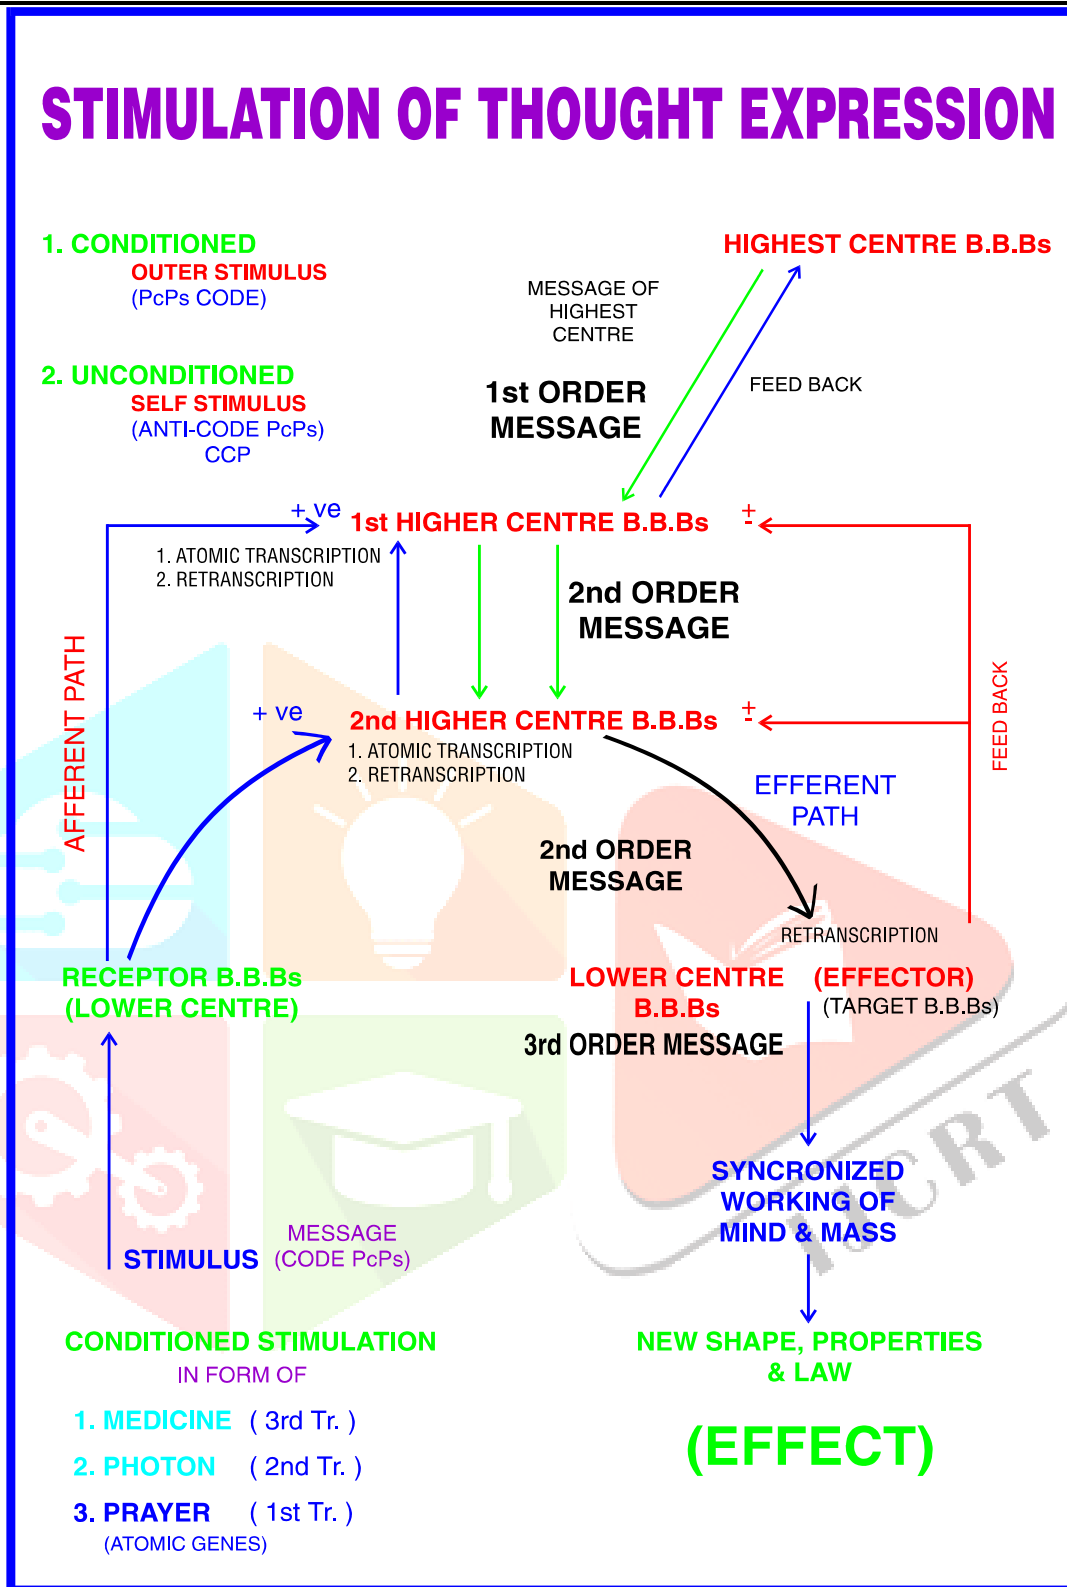 STIMULATION OF THOUGHT EXPRESSION
1. CONDITIONED
OUTER STIMULUS
(PcPs CODE)
2. UNCONDITIONED
SELF STIMULUS
(ANTI-CODE PcPs)
CCP
HIGHEST CENTRE B.B.Bs
MESSAGE OF
HIGHEST
CENTRE
1st ORDER
MESSAGE
FEED BACK
+ ve
1st HIGHER CENTRE B.B.Bs
±
1. ATOMIC TRANSCRIPTION
2. RETRANSCRIPTION
2nd ORDER
MESSAGE
AFFERENT PATH
+ ve
2nd HIGHER CENTRE B.B.Bs
±
1. ATOMIC TRANSCRIPTION
2. RETRANSCRIPTION
FEED BACK
EFFERENT
PATH
2nd ORDER
MESSAGE
RETRANSCRIPTION
RECEPTOR B.B.Bs
(LOWER CENTRE)
LOWER CENTRE
B.B.Bs
(EFFECTOR)
(TARGET B.B.Bs)
3rd ORDER MESSAGE
SYNCRONIZED
WORKING OF
MIND & MASS
IJCRT
STIMULUS
MESSAGE
(CODE PcPs)
CONDITIONED STIMULATION
IN FORM OF
1. MEDICINE ( 3rd Tr. )
2. PHOTON ( 2nd Tr. )
3. PRAYER ( 1st Tr. )
(ATOMIC GENES)
NEW SHAPE, PROPERTIES
& LAW
(EFFECT)